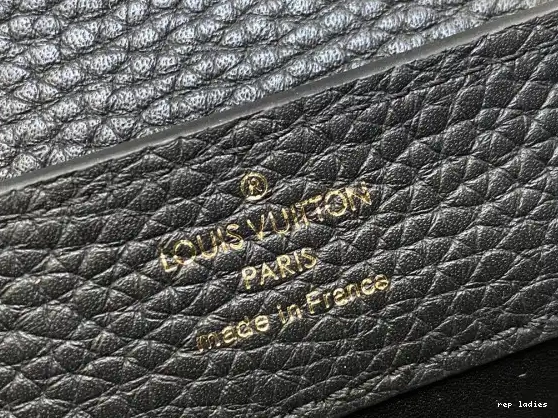 ®
LOUIS VUITTON
PARIS
made in France
rep ladies